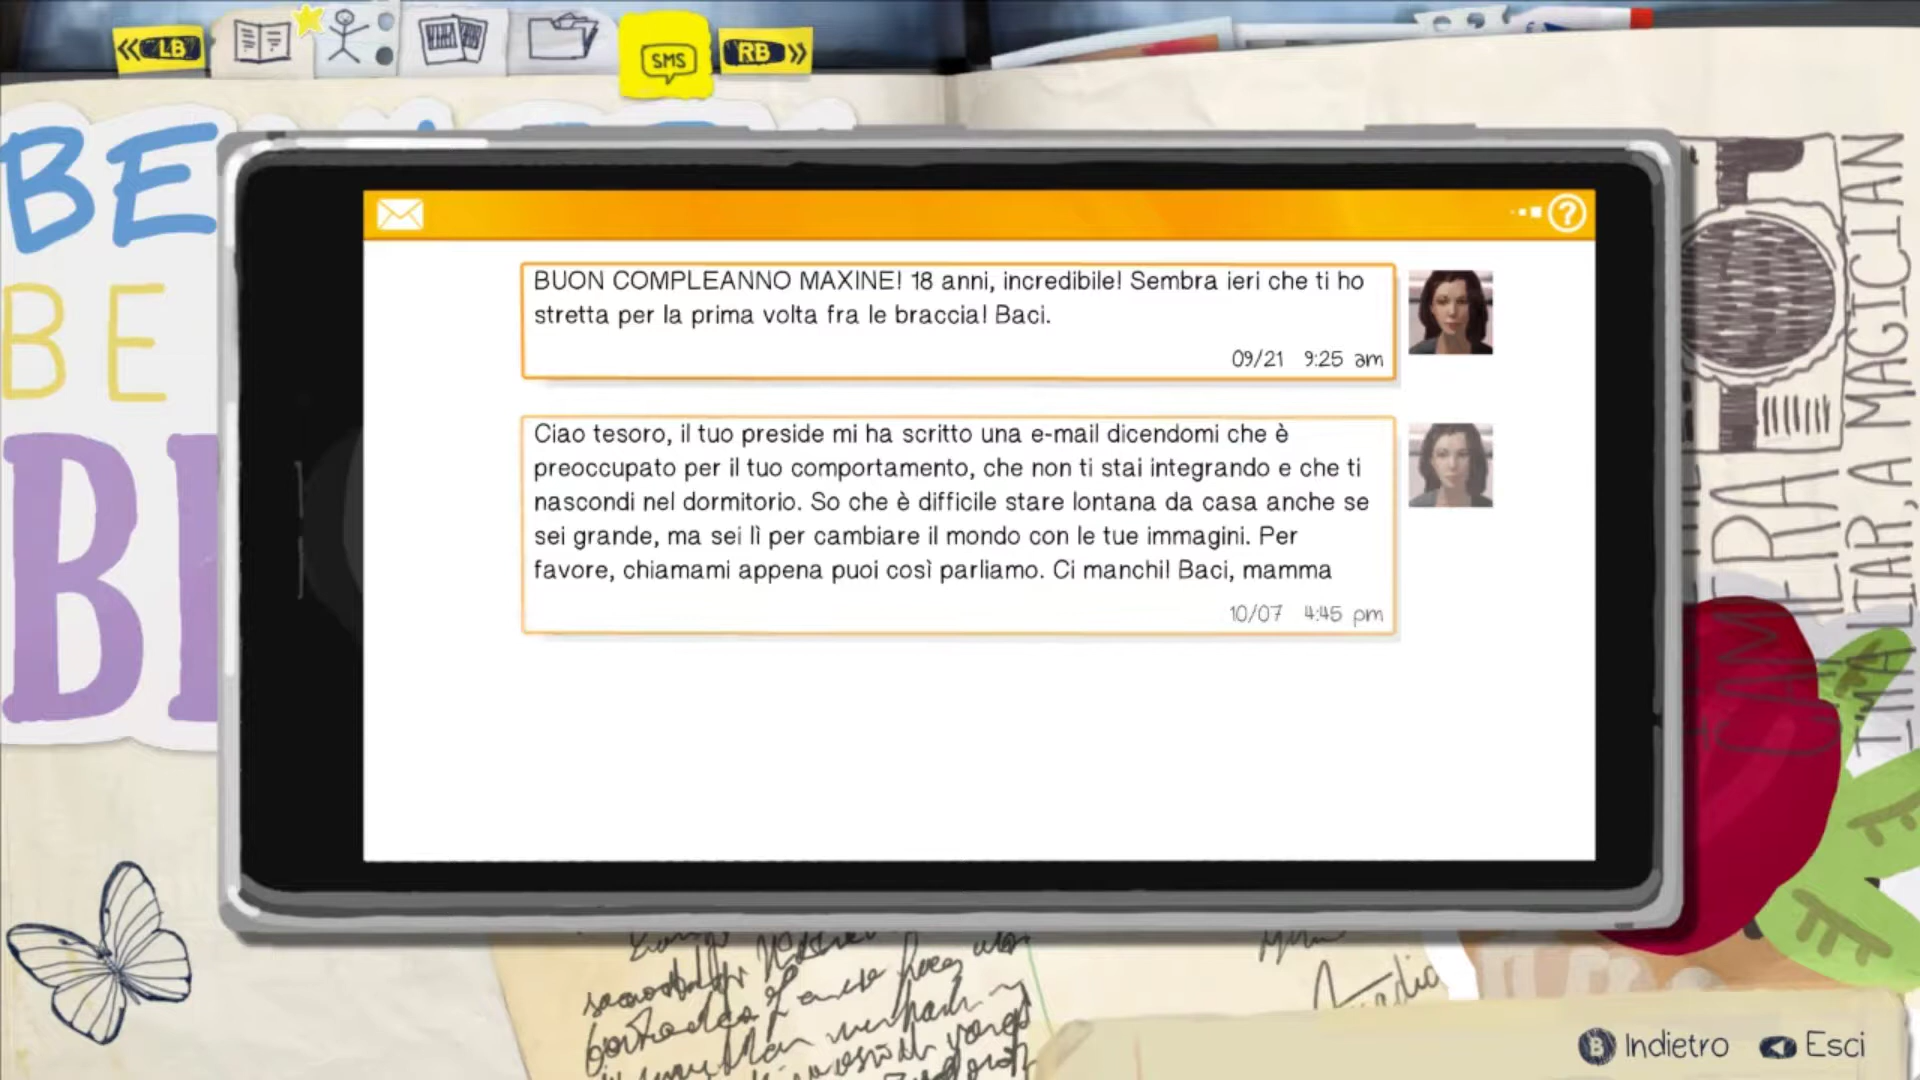 LB
SMS
RB
BE
BE
BUON COMPLEANNO MAXINE! 18 anni, incredibile! Sembra ieri che ti ho
stretta per la prima volta fra le braccia! Baci.
09/21 9:25 am
Ciao tesoro, il tuo preside mi ha scritto una e-mail dicendomi che è
preoccupato per il tuo comportamento, che non ti stai integrando e che ti
nascondi nel dormitorio. So che è difficile stare lontana da casa anche se
sei grande, ma sei lì per cambiare il mondo con le tue immagini. Per
favore, chiamami appena puoi così parliamo. Ci manchi! Baci, mamma
10/07 4:45 pm
?
CAMERA
I'M A LIAR, A MAGICIAN
B Indietro
Esci